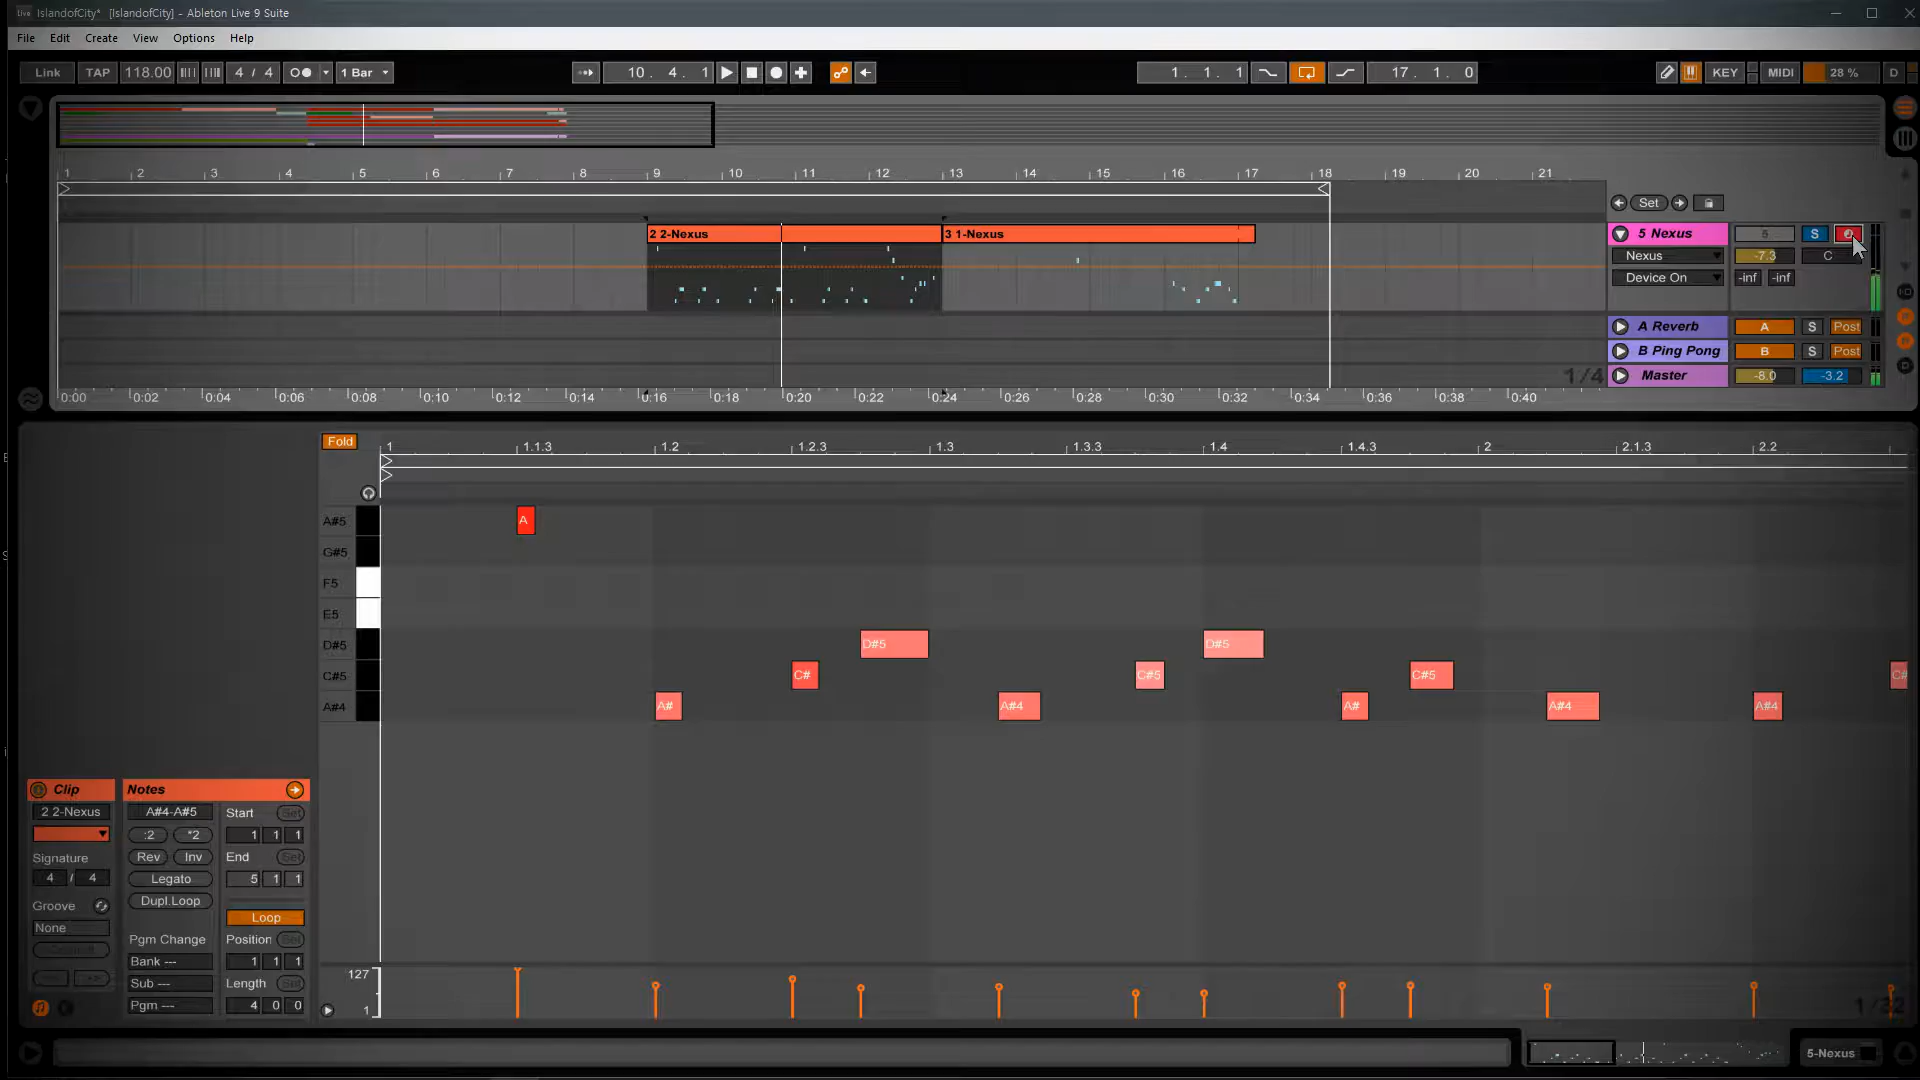 IslandofCity* [IslandofCity] - Ableton Live 9 Suite
File Edit Create View Options Help
Link TAP 118.00 4 / 4 1 Bar 10 . 4 . 1 1 . 1 . 1 17 . 1 . 0 KEY MIDI 28 % D
1 2 3 4 5 6 7 8 9 10 11 12 13 14 15 16 17 18 19 20 21
Set
2 2-Nexus 3 1-Nexus 5 Nexus 5 S
Nexus -7.3 C
Device On -inf -inf
A Reverb A S Post
B Ping Pong B S Post
1/4 Master -8.0 -3.2
0:00 0:02 0:04 0:06 0:08 0:10 0:12 0:14 0:16 0:18 0:20 0:22 0:24 0:26 0:28 0:30 0:32 0:34 0:36 0:38 0:40
Fold 1 1.1.3 1.2 1.2.3 1.3 1.3.3 1.4 1.4.3 2 2.1.3 2.2
A#5 A
G#5
F5
E5
D#5 D#5 D#5
C#5 C# C#5 C#5 C#
A#4 A# A#4 A# A#4 A#4
Clip Notes
2 2-Nexus A#4-A#5 Start Set
:2 *2 1 1 1
Signature Rev Inv End Set
4 / 4 Legato 5 1 1
Groove Dupl.Loop
None Loop
Commit Pgm Change Position Set
Bank --- 1 1 1
Sub --- Length Set
Pgm --- 4 0 0
127
1
1/32
5-Nexus